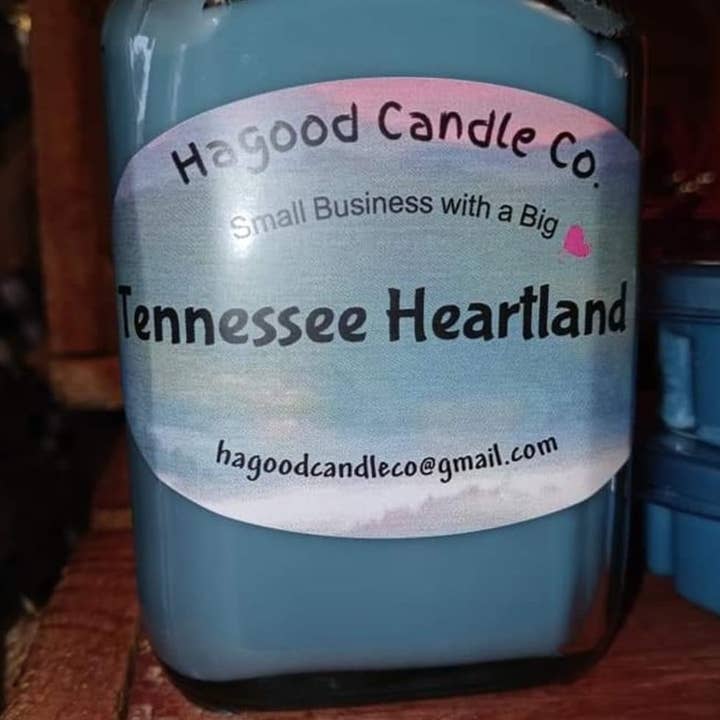 Hagood Candle Co.
Small Business with a Big
Tennessee Heartland
hagoodcandleco@gmail.com